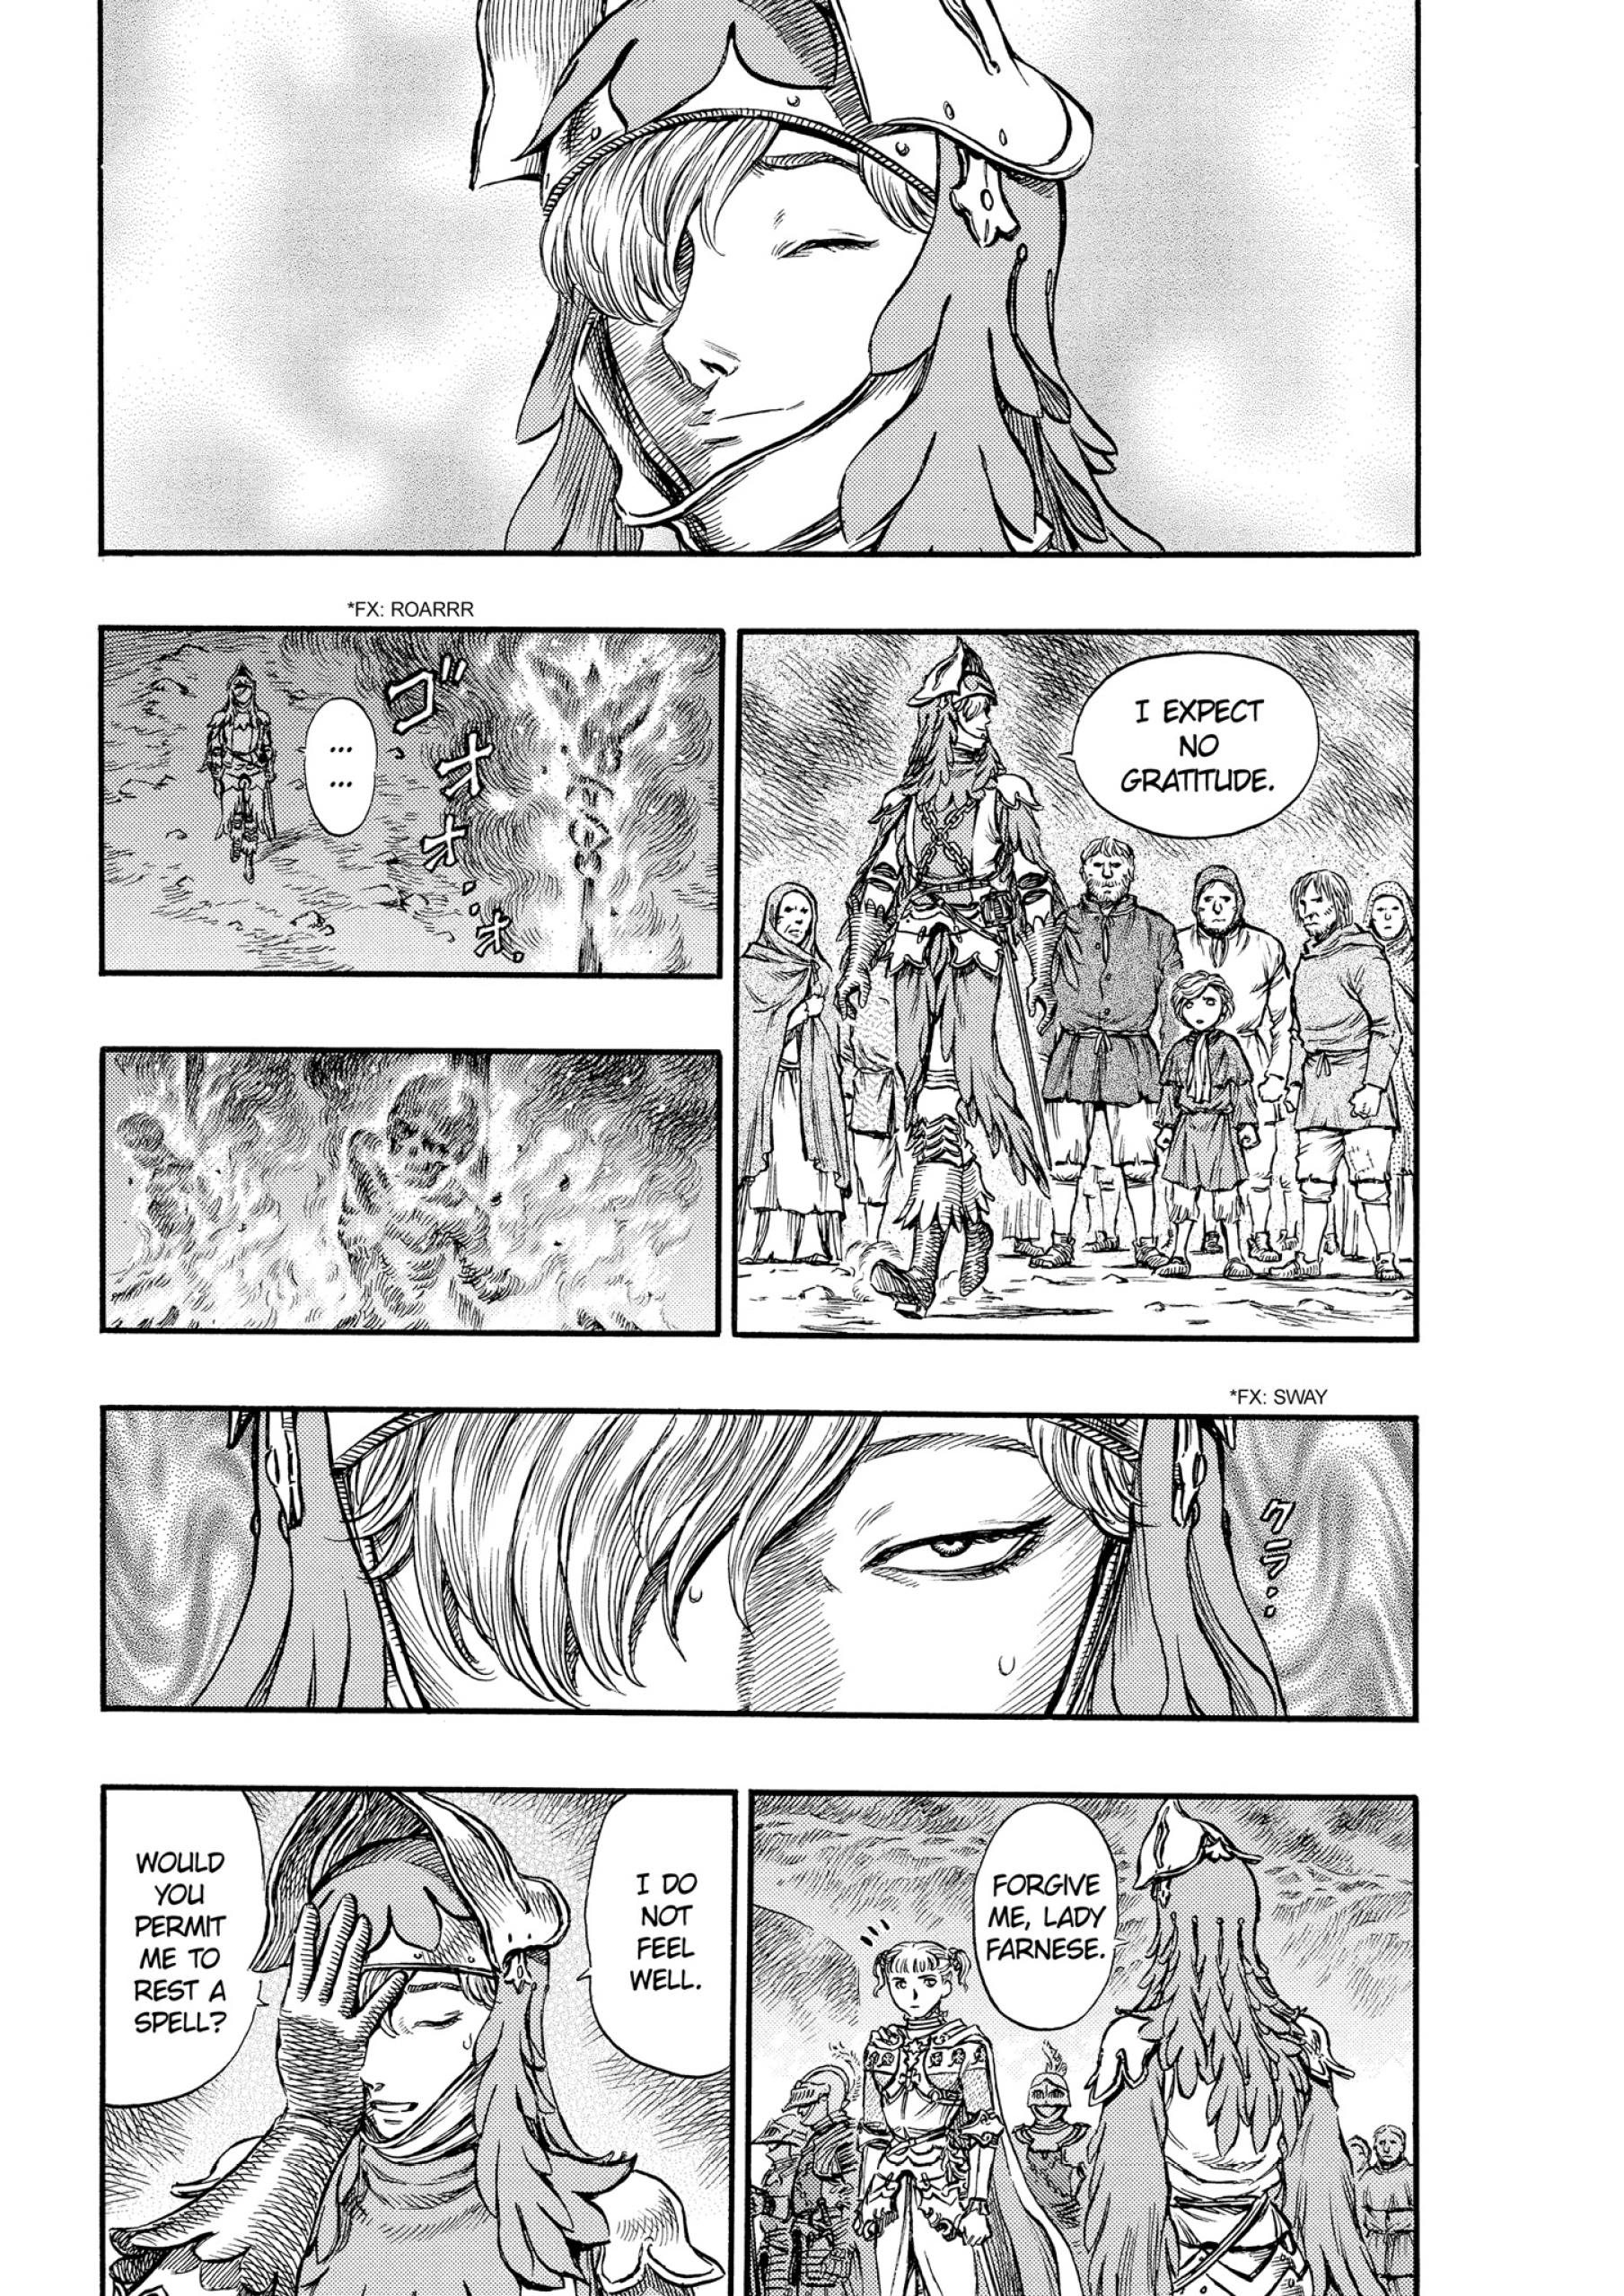 I EXPECT
NO
GRATITUDE.
*FX: ROARRR
ゴ
オ
オ
・・
オ
・・
...
...
*FX: SWAY
クラ・・
FORGIVE
ME, LADY
FARNESE.
I DO
NOT
FEEL
WELL.
WOULD
YOU
PERMIT
ME TO
REST A
SPELL?